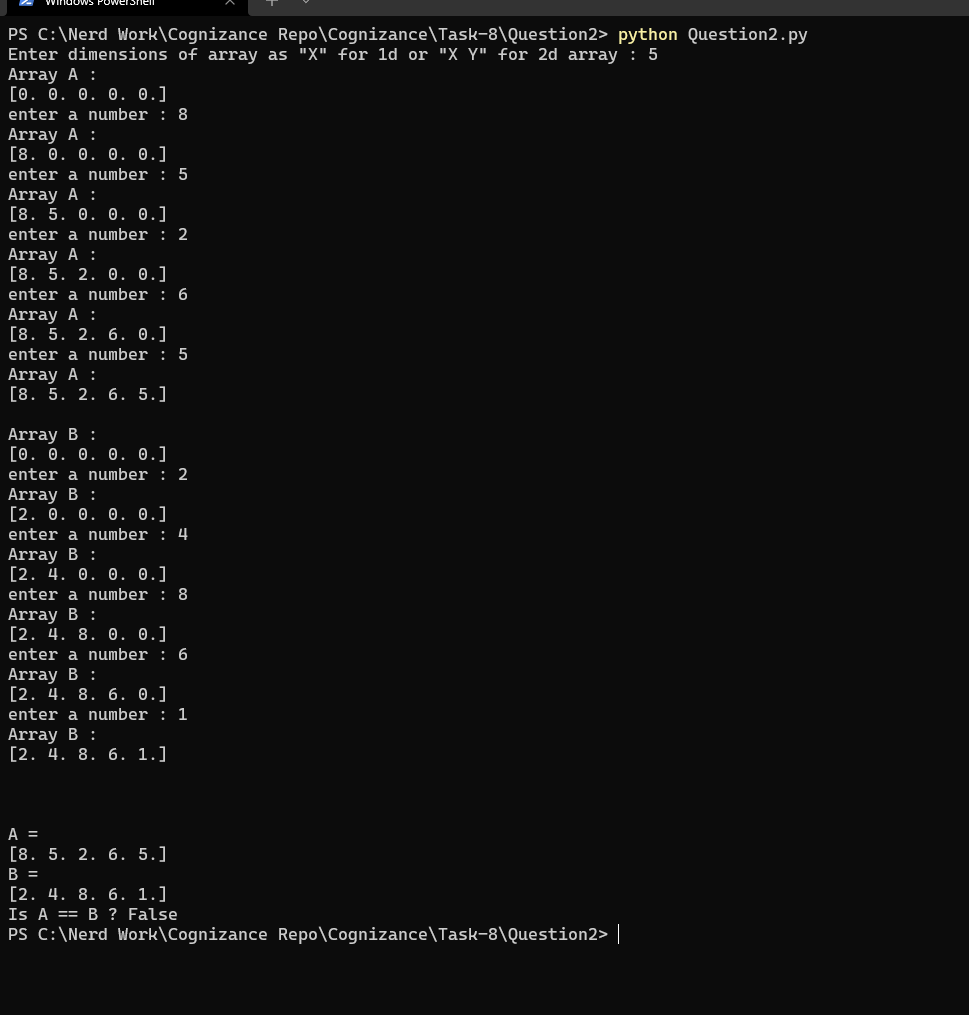 Windows PowerShell
PS C:\Nerd Work\Cognizance Repo\Cognizance\Task-8\Question2> python Question2.py
Enter dimensions of array as "X" for 1d or "X Y" for 2d array : 5
Array A :
[0. 0. 0. 0. 0.]
enter a number : 8
Array A :
[8. 0. 0. 0. 0.]
enter a number : 5
Array A :
[8. 5. 0. 0. 0.]
enter a number : 2
Array A :
[8. 5. 2. 0. 0.]
enter a number : 6
Array A :
[8. 5. 2. 6. 0.]
enter a number : 5
Array A :
[8. 5. 2. 6. 5.]
Array B :
[0. 0. 0. 0. 0.]
enter a number : 2
Array B :
[2. 0. 0. 0. 0.]
enter a number : 4
Array B :
[2. 4. 0. 0. 0.]
enter a number : 8
Array B :
[2. 4. 8. 0. 0.]
enter a number : 6
Array B :
[2. 4. 8. 6. 0.]
enter a number : 1
Array B :
[2. 4. 8. 6. 1.]
A =
[8. 5. 2. 6. 5.]
B =
[2. 4. 8. 6. 1.]
Is A == B ? False
PS C:\Nerd Work\Cognizance Repo\Cognizance\Task-8\Question2>